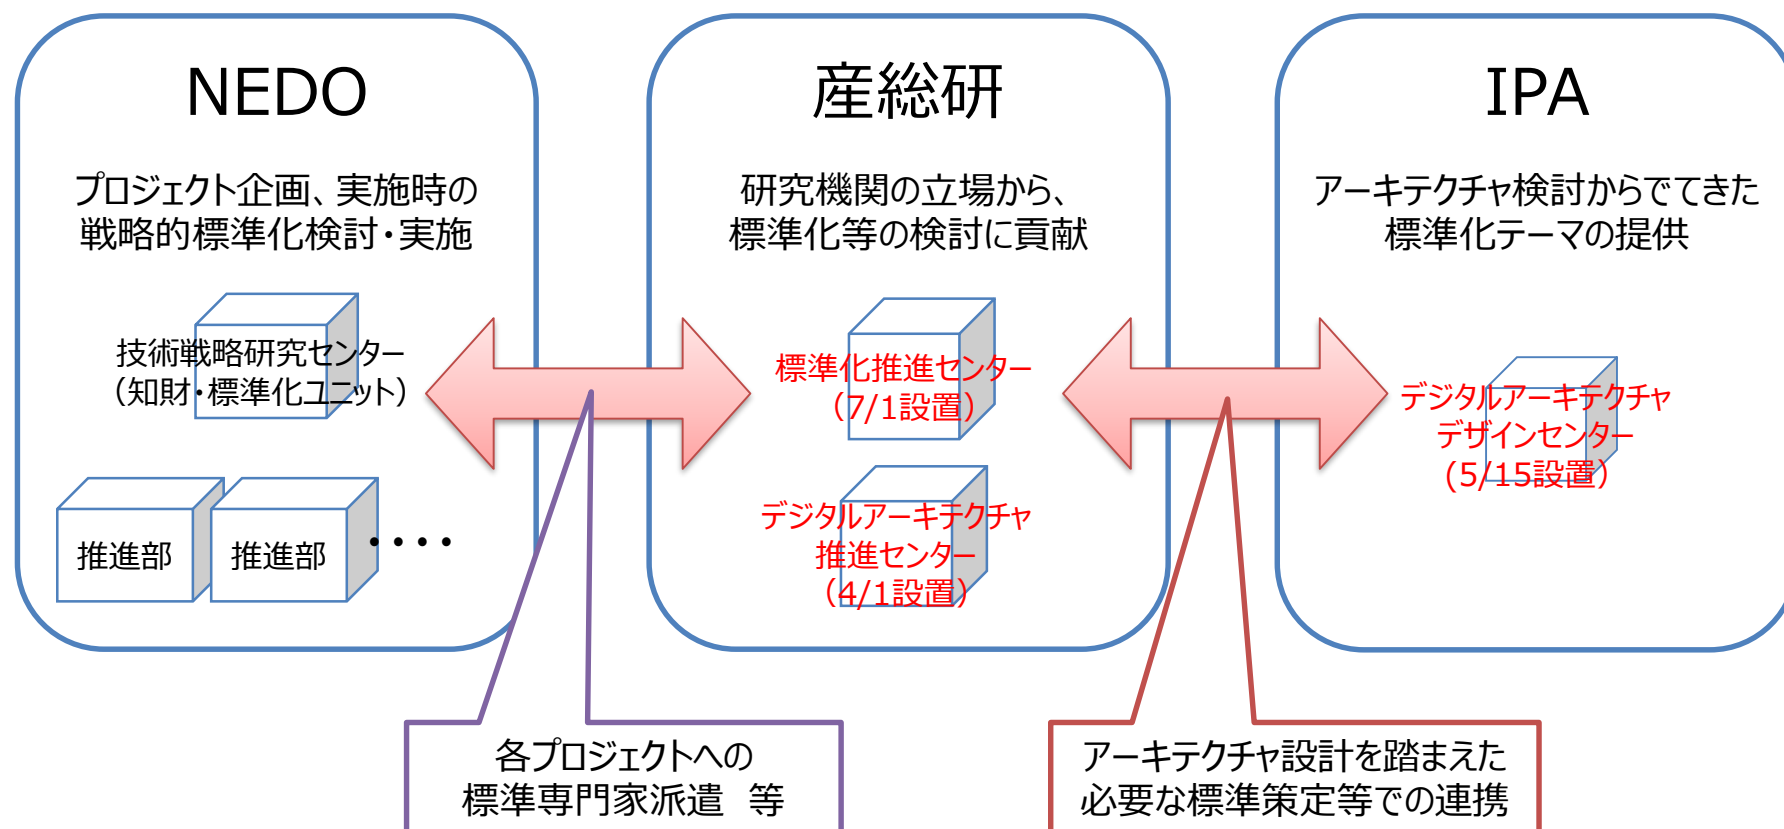 NEDO
プロジェクト企画、実施時の
戦略的標準化検討・実施
技術戦略研究センター
（知財・標準化ユニット）
推進部
推進部
・・・・
産総研
研究機関の立場から、
標準化等の検討に貢献
標準化推進センター
（7/1設置）
デジタルアーキテクチャ
推進センター
（4/1設置）
IPA
アーキテクチャ検討からでてきた
標準化テーマの提供
デジタルアーキテクチャ
デザインセンター
（5/15設置）
各プロジェクトへの
標準専門家派遣　等
アーキテクチャ設計を踏まえた
必要な標準策定等での連携